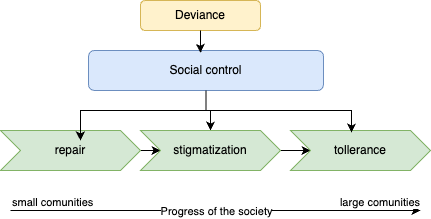 Deviance
Social control
repair
stigmatization
tollerance
small comunities
large comunities
Progress of the society